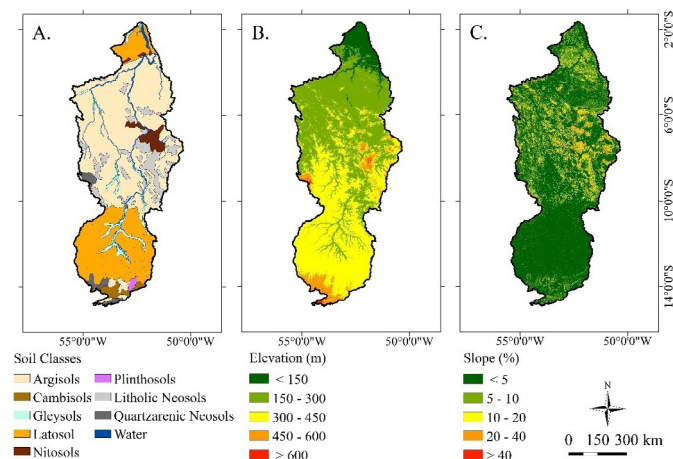 A.
B.
C.
2°0'0"S
6°0'0"S
10°0'0"S
14°0'0"S
55°0'0"W 50°0'0"W
55°0'0"W 50°0'0"W
55°0'0"W 50°0'0"W
Soil Classes
Argisols
Cambisols
Gleysols
Latosol
Nitosols
Plinthosols
Litholic Neosols
Quartzarenic Neosols
Water
Elevation (m)
< 150
150 - 300
300 - 450
450 - 600
> 600
Slope (%)
< 5
5 - 10
10 - 20
20 - 40
> 40
N
0 150 300 km